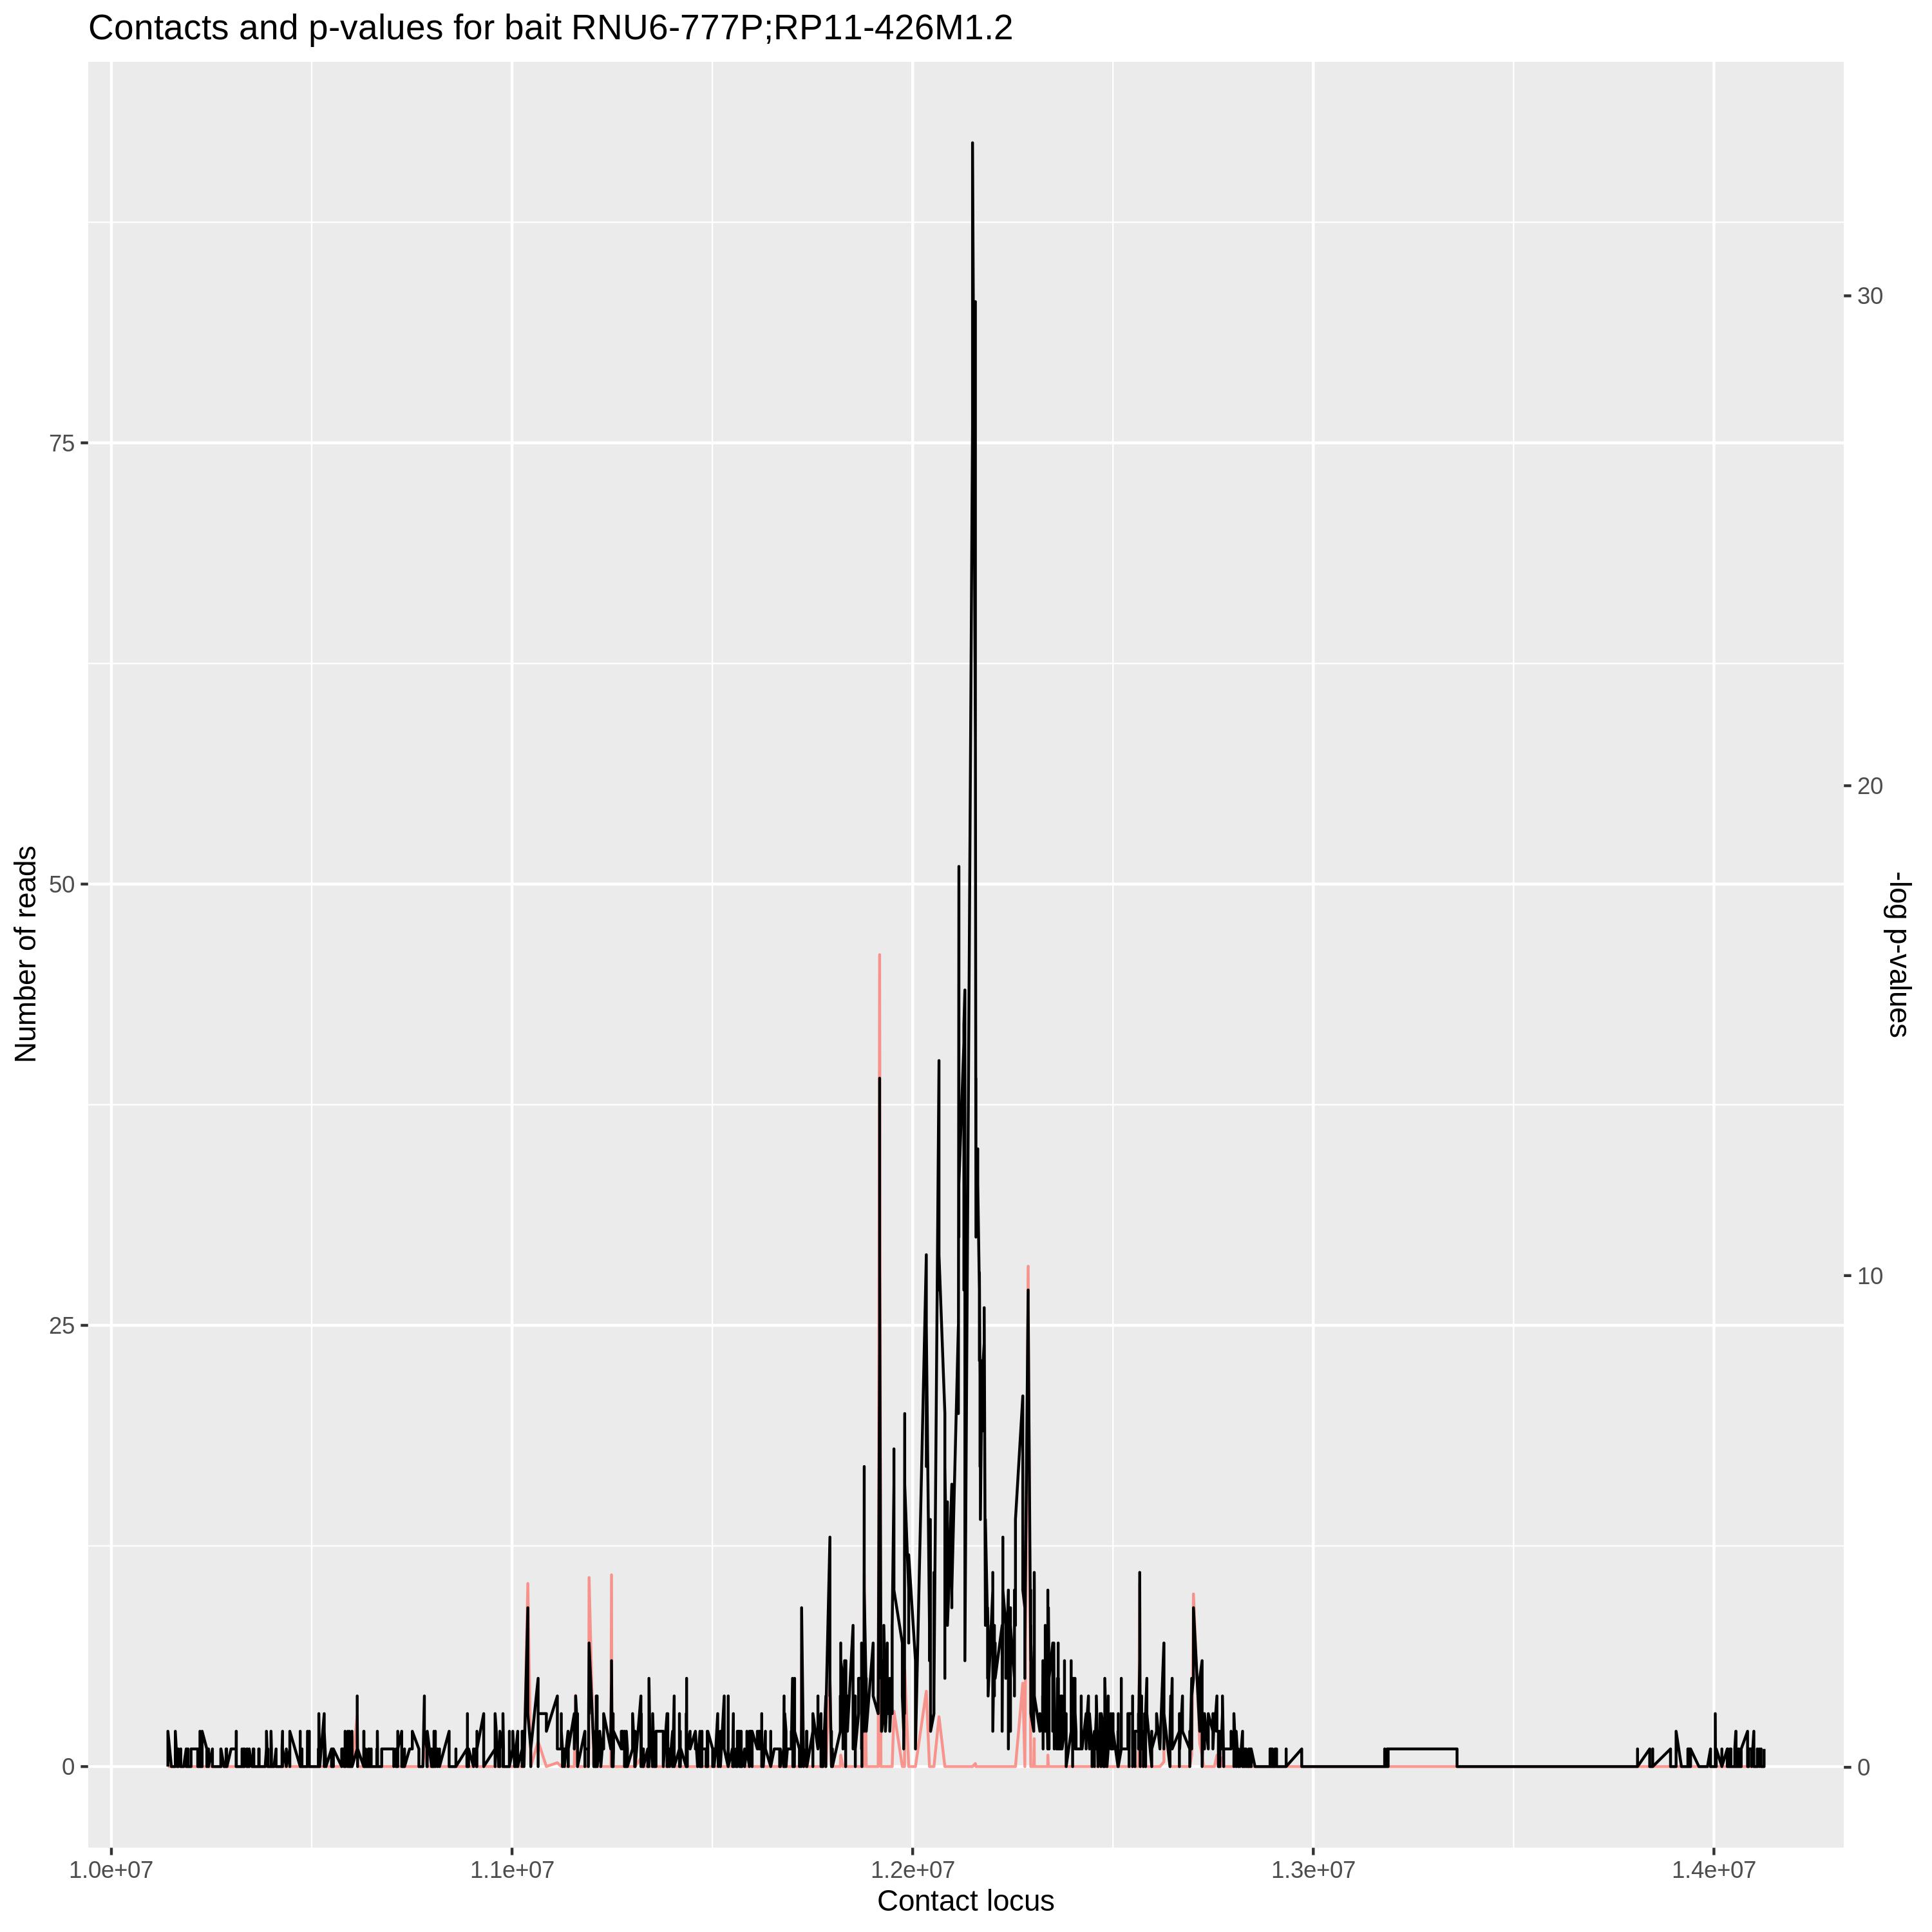 Contacts and p-values for bait RNU6-777P;RP11-426M1.2
75
50
25
0
Number of reads
30
20
10
0
-log p-values
1.0e+07
1.1e+07
1.2e+07
1.3e+07
1.4e+07
Contact locus